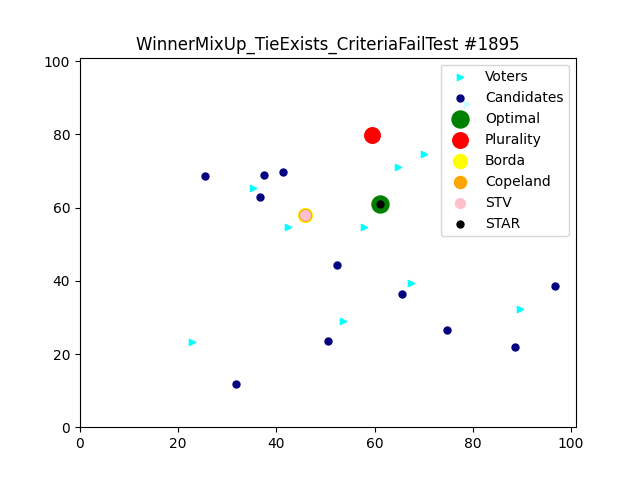 WinnerMixUp_TieExists_CriteriaFailTest #1895
100
80
60
40
20
0
0 20 40 60 80 100
Voters
Candidates
Optimal
Plurality
Borda
Copeland
STV
STAR